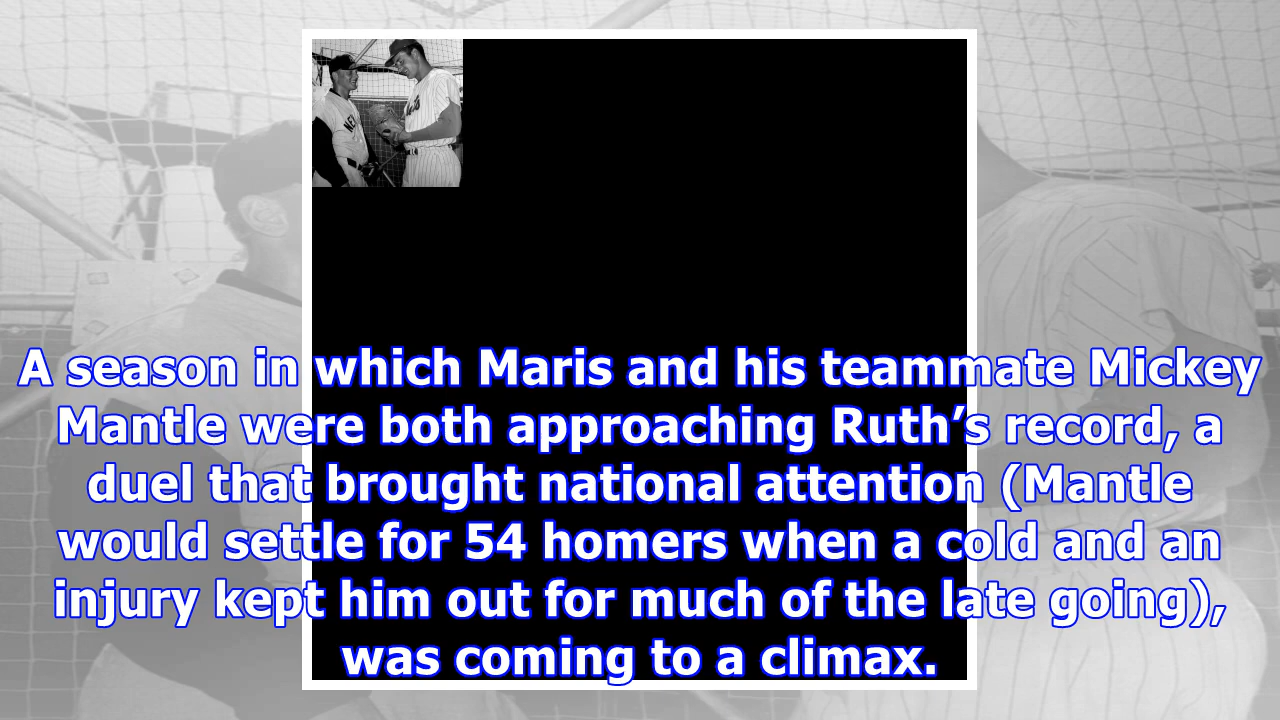 A season in which Maris and his teammate Mickey
Mantle were both approaching Ruth’s record, a
duel that brought national attention (Mantle
would settle for 54 homers when a cold and an
injury kept him out for much of the late going),
was coming to a climax.